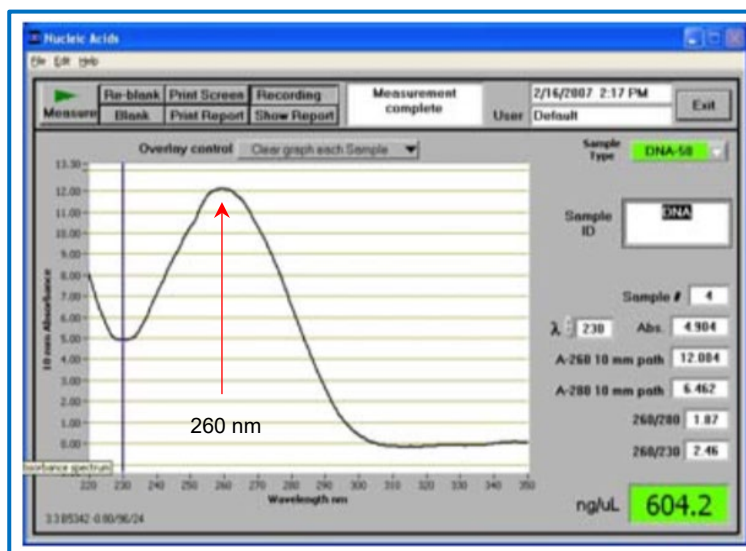 Nucleic Acids
File Edit Help
Measure
Re-blank Print Screen Recording
Blank Print Report Show Report
Measurement complete
2/16/2007 2:17 PM
User Default
Exit
Overlay control Clear graph each Sample
Sample Type DNA-50
Sample ID DNA
Sample # 4
λ 230 Abs. 4.904
A-260 10 mm path 12.084
A-280 10 mm path 6.462
260/280 1.87
260/230 2.46
ng/uL 604.2
10 mm Absorbance
13.30
12.00
11.00
10.00
9.00
8.00
7.00
6.00
5.00
4.00
3.00
2.00
1.00
0.00
260 nm
220 230 240 250 260 270 280 290 300 310 320 330 340 350
Wavelength nm